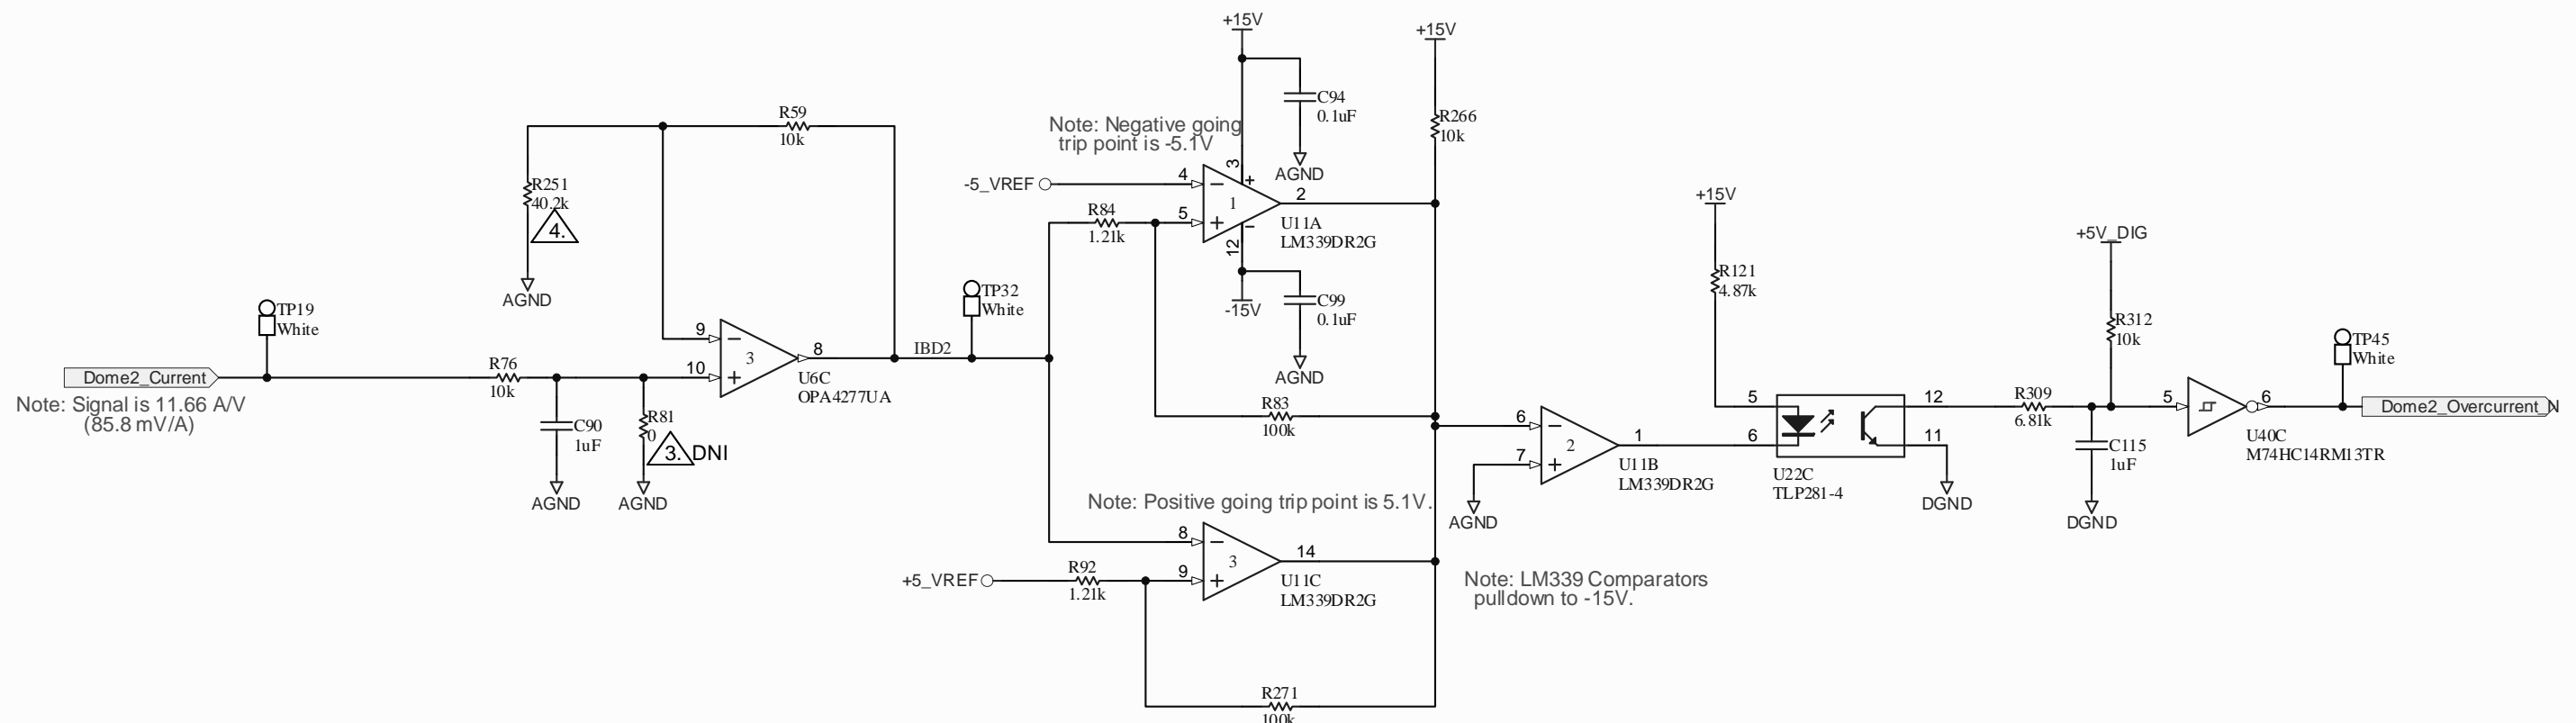 +15V
+15V
C94
0.1uF
AGND
R266
10k
R59
10k
Note: Negative going
trip point is -5.1V
R251
40.2k
4.
AGND
-5_VREF
4
3
+
−
1
2
5
+
12
−
U11A
LM339DR2G
R84
1.21k
-15V
C99
0.1uF
AGND
+15V
R121
4.87k
+5V_DIG
R312
10k
TP19
White
TP32
White
TP45
White
Dome2_Current
Note: Signal is 11.66 A/V
(85.8 mV/A)
R76
10k
9
−
10
+
3
8
IBD2
U6C
OPA4277UA
C90
1uF
AGND
R81
0
3.
DNI
AGND
R83
100k
6
−
7
+
2
1
U11B
LM339DR2G
AGND
5
6
12
11
U22C
TLP281-4
DGND
R309
6.81k
C115
1uF
DGND
5
6
U40C
M74HC14RM13TR
Dome2_Overcurrent_N
Note: Positive going trip point is 5.1V.
8
−
9
+
3
14
U11C
LM339DR2G
+5_VREF
R92
1.21k
Note: LM339 Comparators
pulldown to -15V.
R271
100k